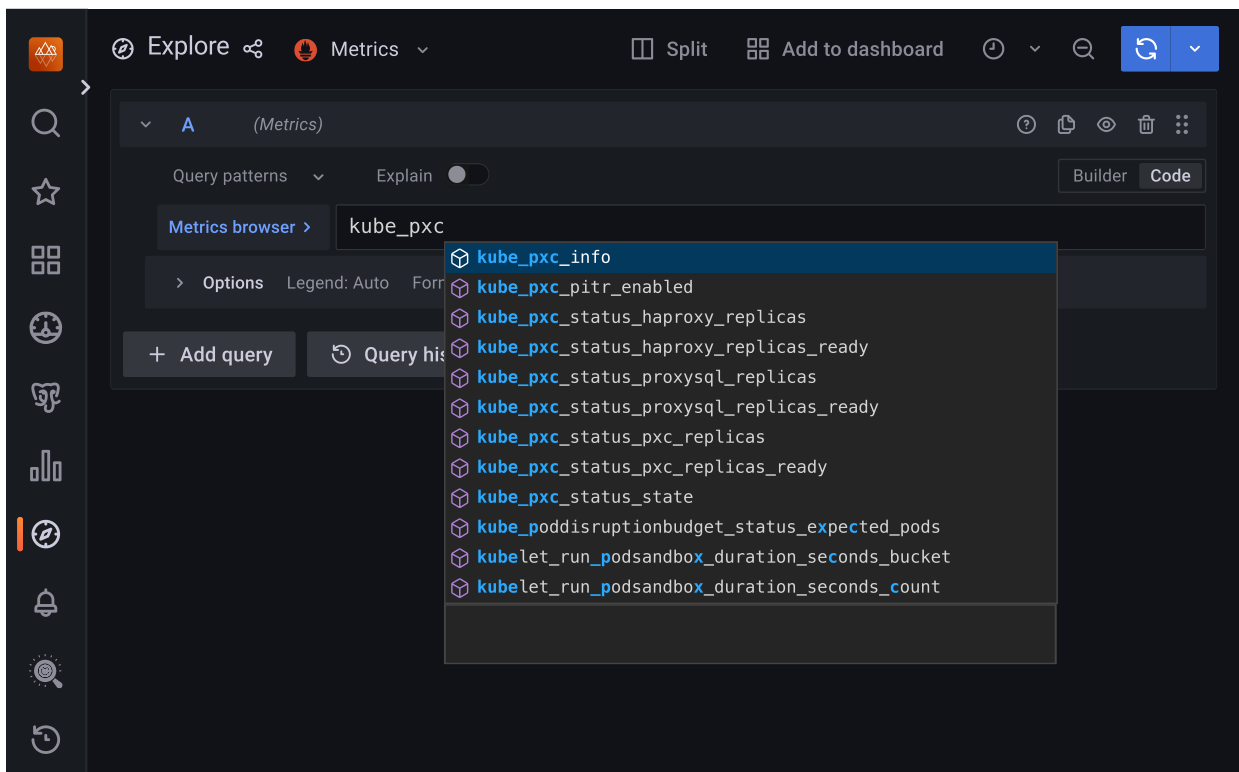 Explore Metrics Split Add to dashboard
A (Metrics)
Query patterns Explain Builder Code
Metrics browser > kube_pxc
kube_pxc_info
Options Legend: Auto
kube_pxc_pitr_enabled
kube_pxc_status_haproxy_replicas
kube_pxc_status_haproxy_replicas_ready
+ Add query Query
kube_pxc_status_proxysql_replicas
kube_pxc_status_proxysql_replicas_ready
kube_pxc_status_pxc_replicas
kube_pxc_status_pxc_replicas_ready
kube_pxc_status_state
kube_poddisruptionbudget_status_expected_pods
kubelet_run_podsandbox_duration_seconds_bucket
kubelet_run_podsandbox_duration_seconds_count